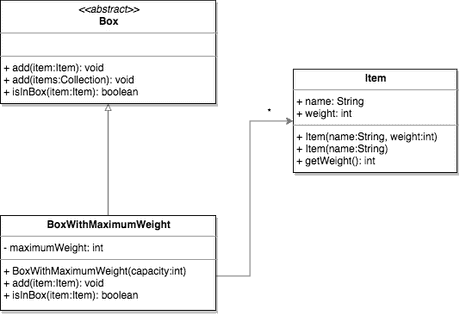 <<abstract>>
Box
+ add(item:Item): void
+ add(items:Collection): void
+ isInBox(item:Item): boolean
Item
+ name: String
+ weight: int
+ Item(name:String, weight:int)
+ Item(name:String)
+ getWeight(): int
*
BoxWithMaximumWeight
- maximumWeight: int
+ BoxWithMaximumWeight(capacity:int)
+ add(item:Item): void
+ isInBox(item:Item): boolean